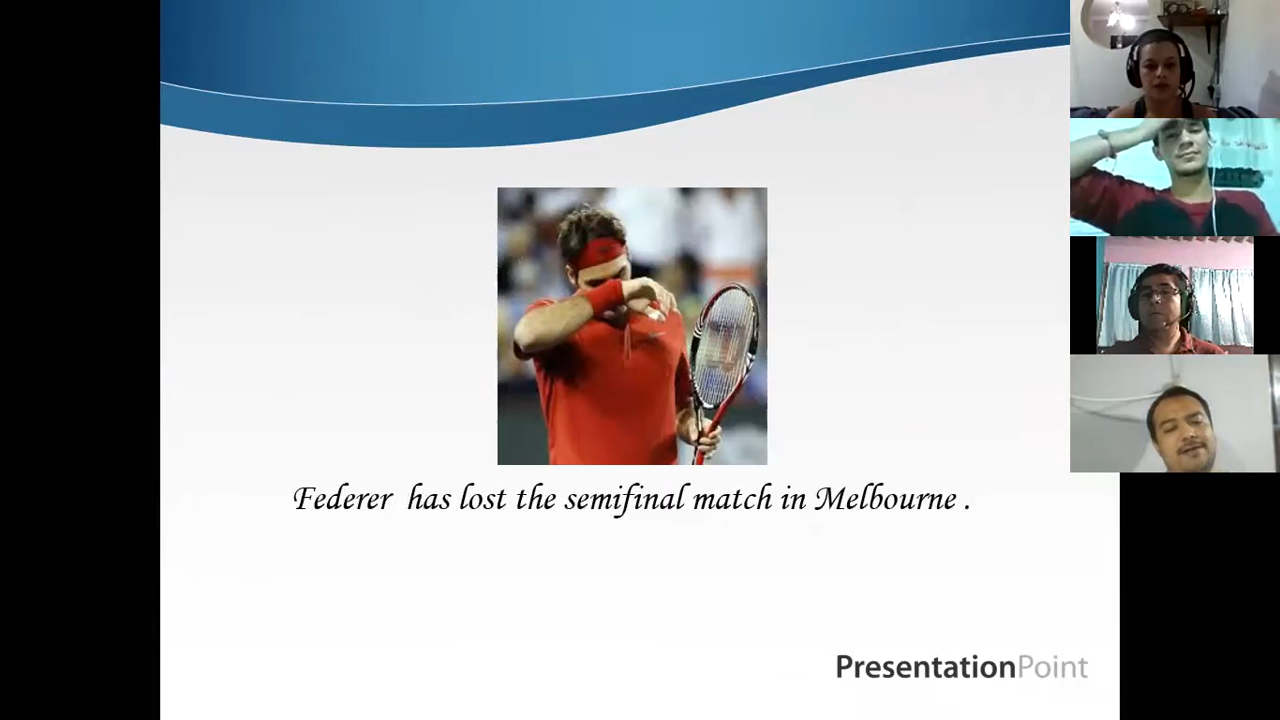 Federer has lost the semifinal match in Melbourne .
PresentationPoint